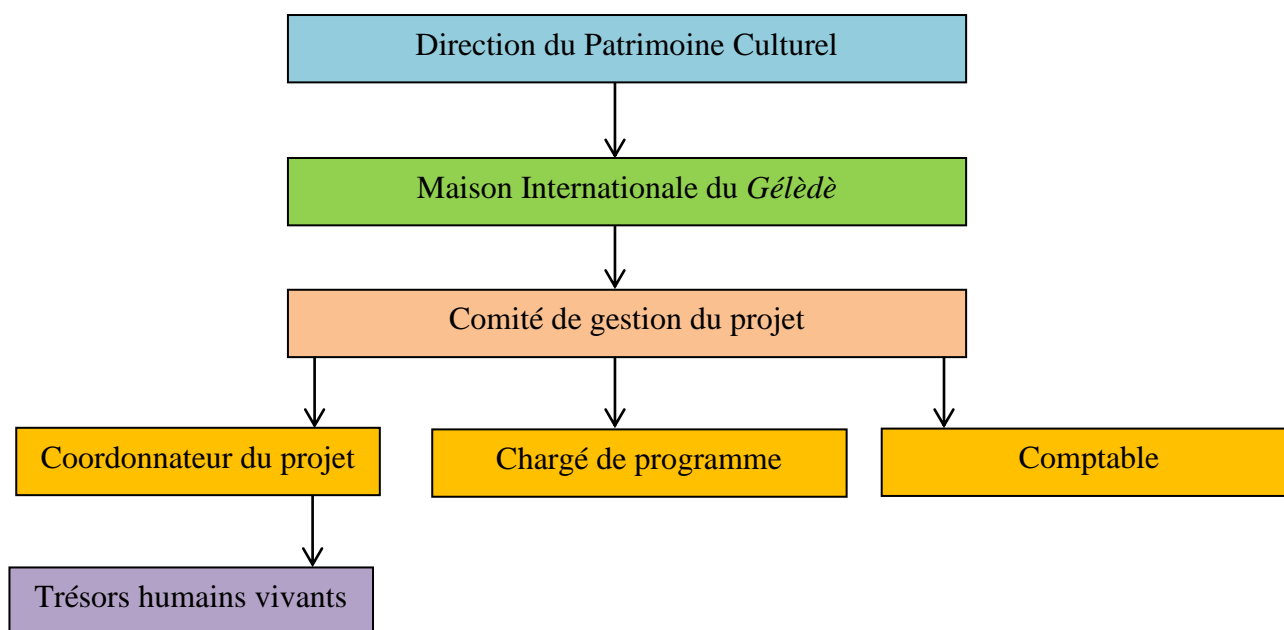 Direction du Patrimoine Culturel
Maison Internationale du Gélèdè
Comité de gestion du projet
Coordonnateur du projet
Chargé de programme
Comptable
Trésors humains vivants